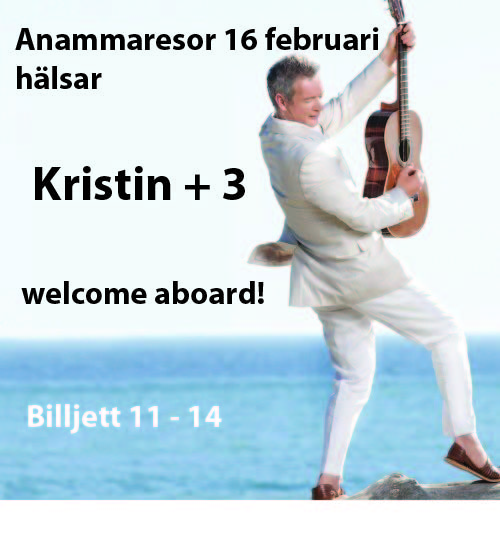 Anammaresor 16 februari
hälsar
Kristin + 3
welcome aboard!
Billjett 11 - 14